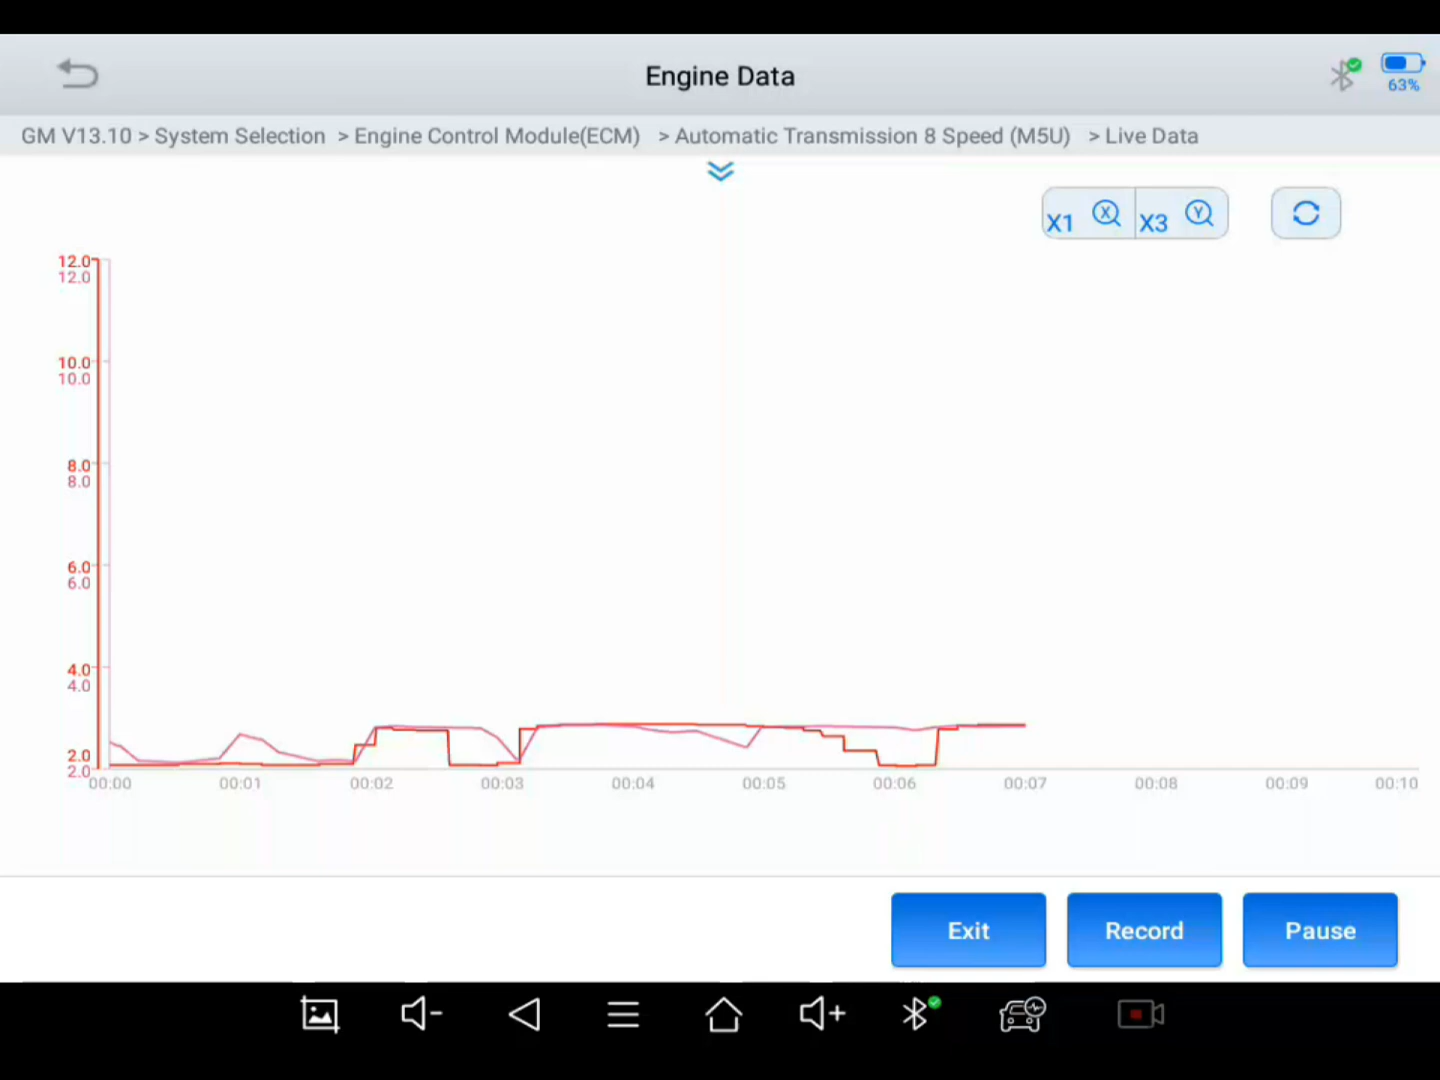 Engine Data
63%
GM V13.10 > System Selection > Engine Control Module(ECM) > Automatic Transmission 8 Speed (M5U) > Live Data
X1 X X3 Y
12.0
12.0
10.0
10.0
8.0
8.0
6.0
6.0
4.0
4.0
2.0
2.0
00:00 00:01 00:02 00:03 00:04 00:05 00:06 00:07 00:08 00:09 00:10
Exit Record Pause